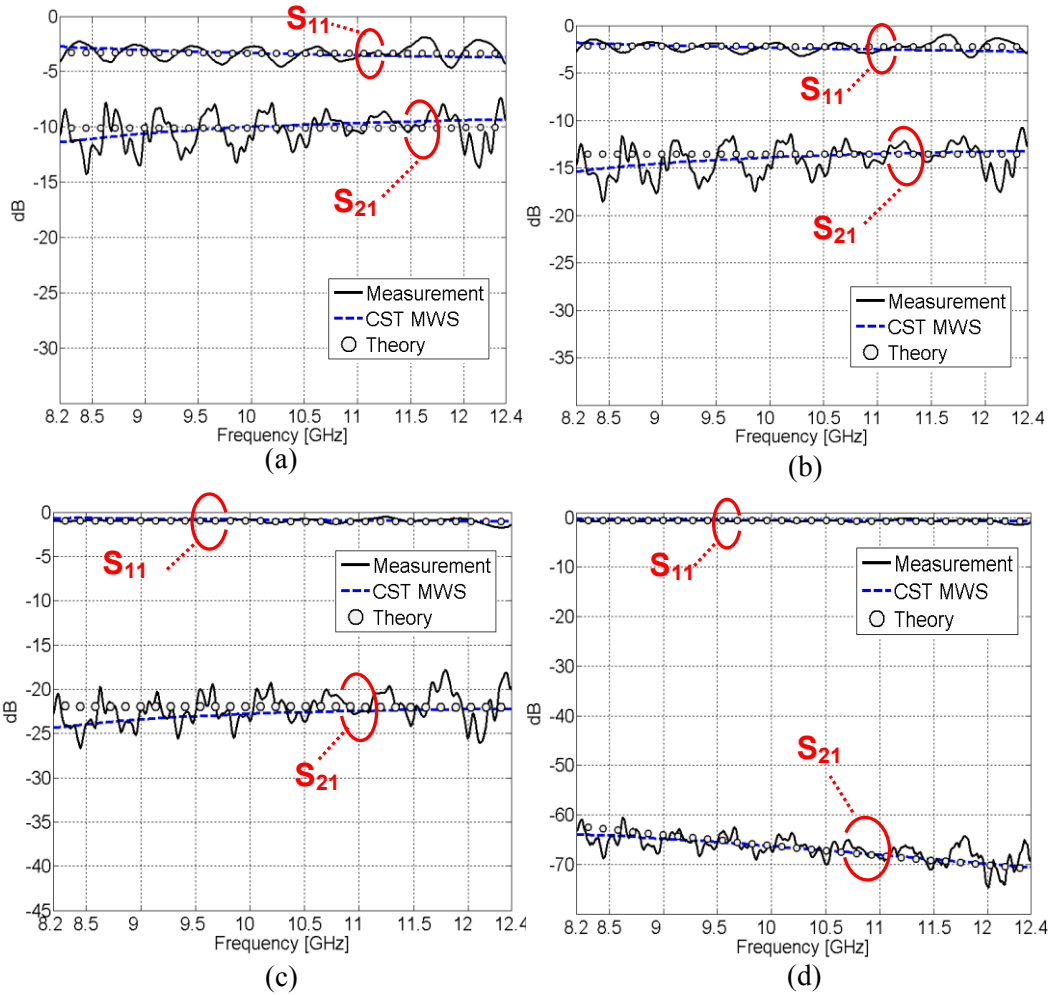 0
-5
-10
-15
-20
-25
-30
dB
S11
S21
Measurement
CST MWS
Theory
8.2 8.5 9 9.5 10 10.5 11 11.5 12 12.4
Frequency [GHz]
(a)
0
-5
-10
-15
-20
-25
-30
-35
dB
S11
S21
Measurement
CST MWS
Theory
8.2 8.5 9 9.5 10 10.5 11 11.5 12 12.4
Frequency [GHz]
(b)
0
-5
-10
-15
-20
-25
-30
-35
-40
-45
dB
S11
S21
Measurement
CST MWS
Theory
8.2 8.5 9 9.5 10 10.5 11 11.5 12 12.4
Frequency [GHz]
(c)
0
-10
-20
-30
-40
-50
-60
-70
dB
S11
S21
Measurement
CST MWS
Theory
8.2 8.5 9 9.5 10 10.5 11 11.5 12 12.4
Frequency [GHz]
(d)